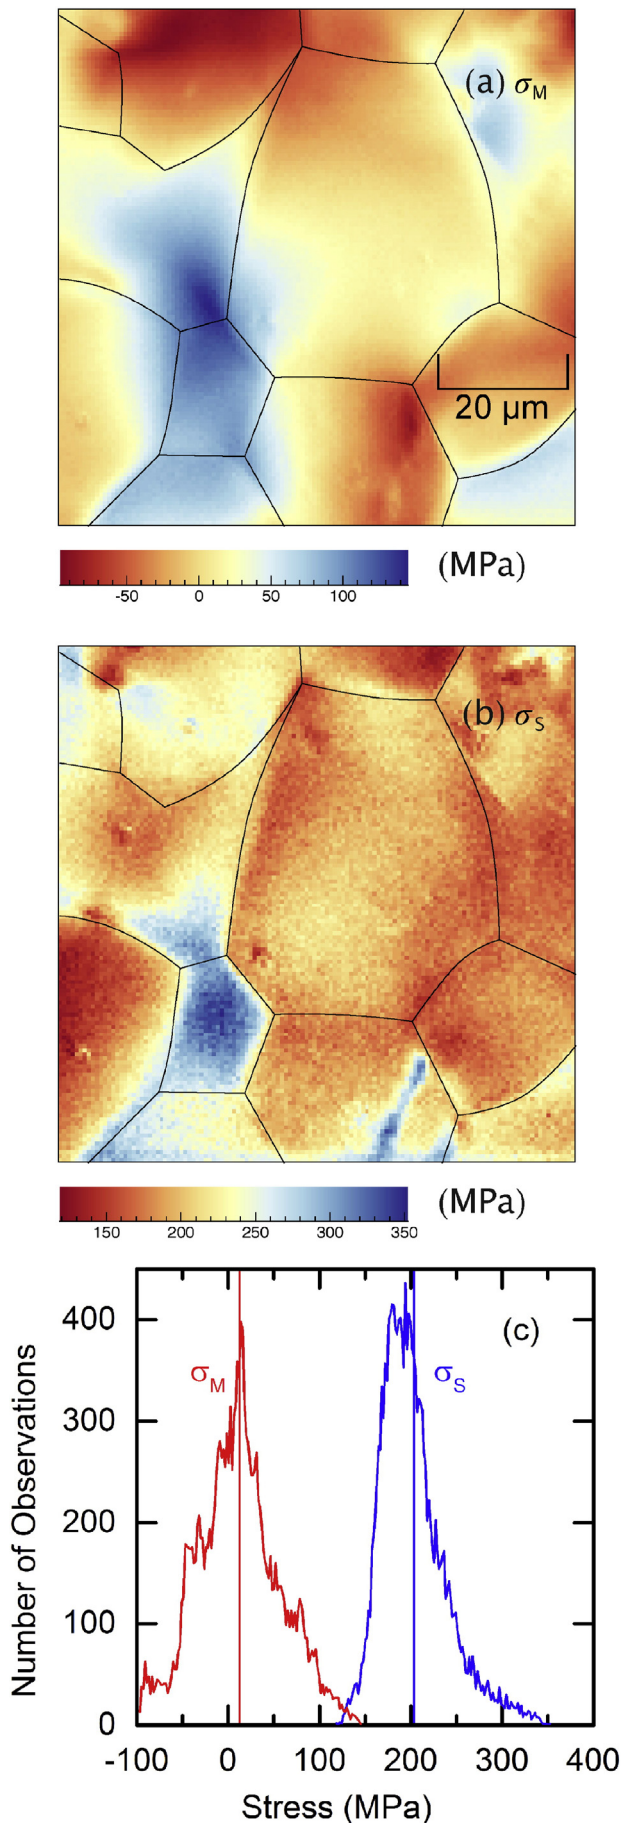 (a) σM
20 μm
-50 0 50 100
(MPa)
(b) σS
150 200 250 300 350
(MPa)
(c)
400
300
200
100
0
σM
σS
Number of Observations
-100 0 100 200 300 400
Stress (MPa)